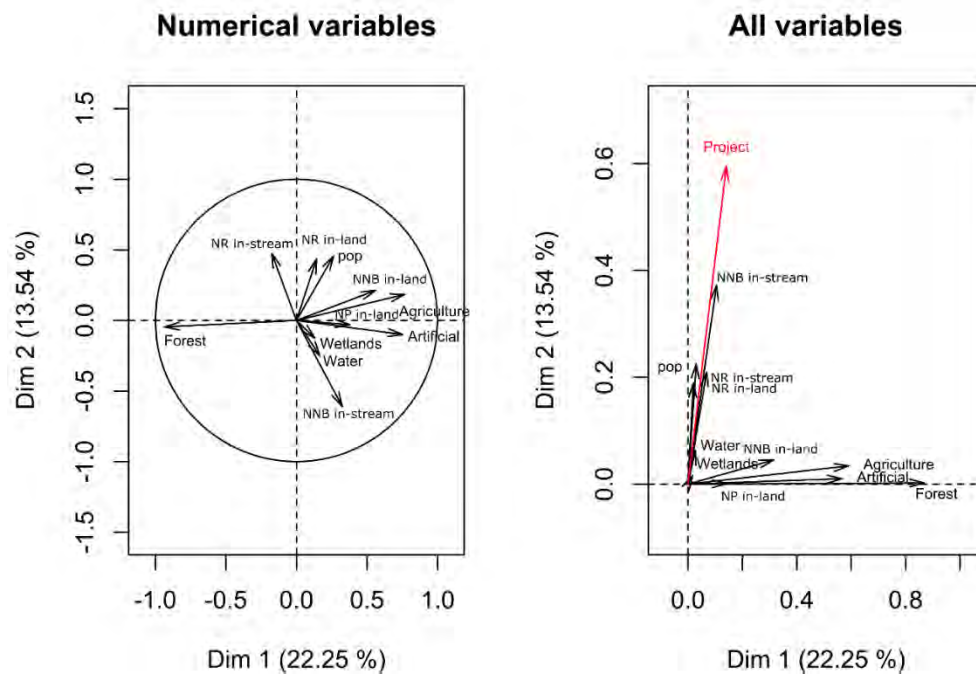 Numerical variables
1.5
1.0
0.5
0.0
-0.5
-1.0
-1.5
Dim 2 (13.54 %)
NR in-stream
NR in-land
pop
NNB in-land
NP in-land
Agriculture
Forest
Wetlands
Artificial
Water
NNB in-stream
-1.0 -0.5 0.0 0.5 1.0
Dim 1 (22.25 %)
All variables
0.6
0.4
0.2
0.0
Dim 2 (13.54 %)
Project
NNB in-stream
pop
NR in-stream
NR in-land
Water
NNB in-land
Wetlands
Agriculture
Artificial
NP in-land
Forest
0.0 0.4 0.8
Dim 1 (22.25 %)